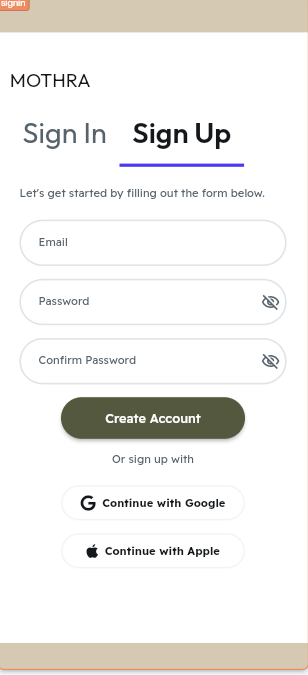 signin
MOTHRA
Sign In Sign Up
Let's get started by filling out the form below.
Email
Password
Confirm Password
Create Account
Or sign up with
Continue with Google
Continue with Apple